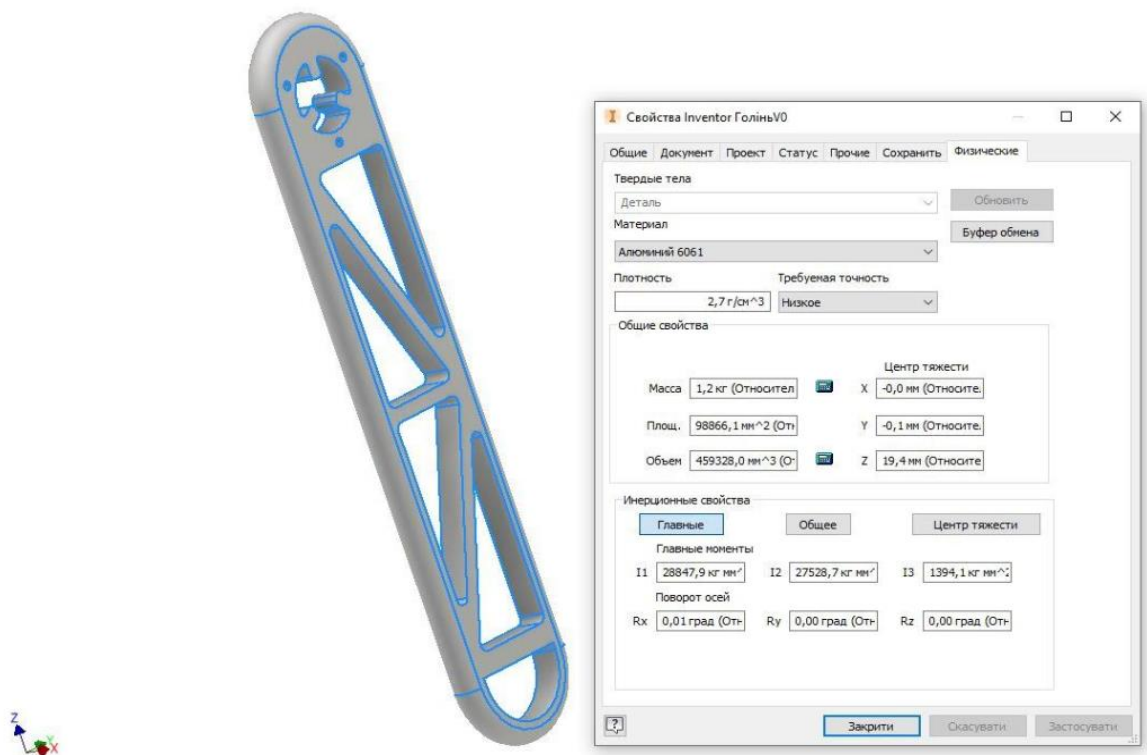 Свойства Inventor ГоліньV0
Общие Документ Проект Статус Прочие Сохранить Физические
Твердые тела
Деталь
Обновить
Материал
Буфер обмена
Алюминий 6061
Плотность Требуемая точность
2,7 г/см^3 Низкое
Общие свойства
Центр тяжести
Масса 1,2 кг (Относител X -0,0 мм (Относите.
Площ. 98866,1 мм^2 (Отн Y -0,1 мм (Относите.
Объем 459328,0 мм^3 (О Z 19,4 мм (Относите
Инерционные свойства
Главные Общее Центр тяжести
Главные моменты
I1 28847,9 кг мм^ I2 27528,7 кг мм^ I3 1394,1 кг мм^2
Поворот осей
Rx 0,01 град (Отн Ry 0,00 град (Отн Rz 0,00 град (Отн
Закрити Скасувати Застосувати
Z
Y
X